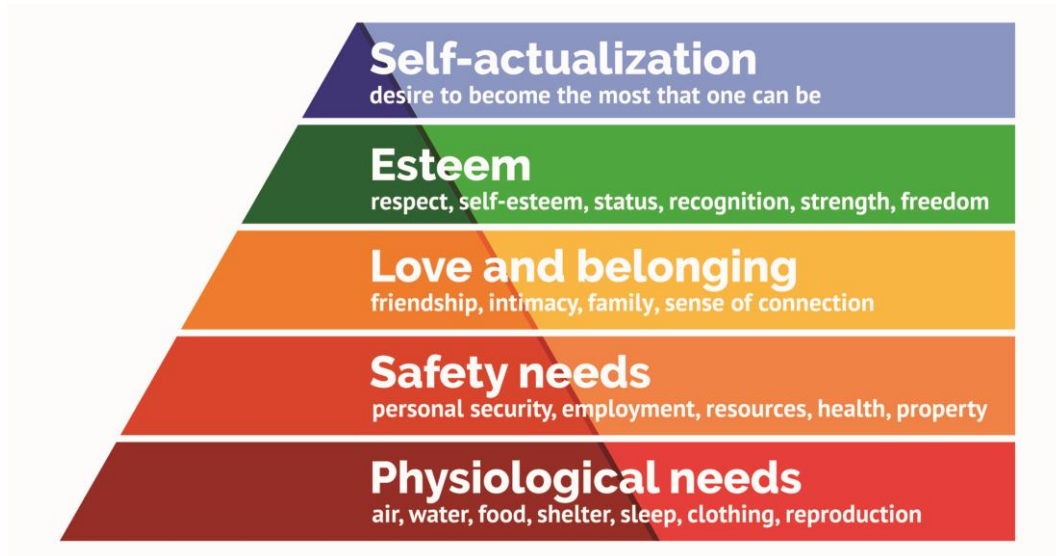 Self-actualization
desire to become the most that one can be
Esteem
respect, self-esteem, status, recognition, strength, freedom
Love and belonging
friendship, intimacy, family, sense of connection
Safety needs
personal security, employment, resources, health, property
Physiological needs
air, water, food, shelter, sleep, clothing, reproduction